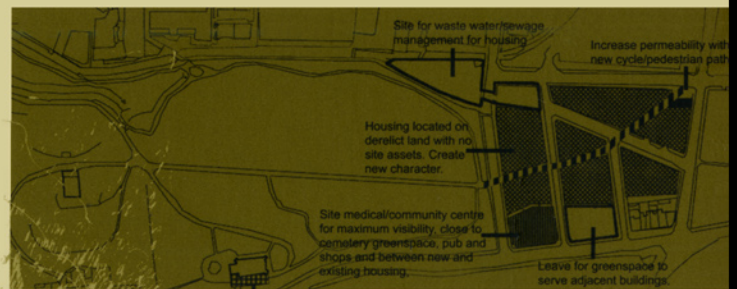 Site for waste water/sewage
management for housing
Increase permeability with
new cycle/pedestrian path
Housing located on
derelict land with no
site assets. Create
new character.
Site medical/community centre
for maximum visibility, close to
cemetery greenspace, pub and
shops and between new and
existing housing.
Leave for greenspace to
serve adjacent buildings.